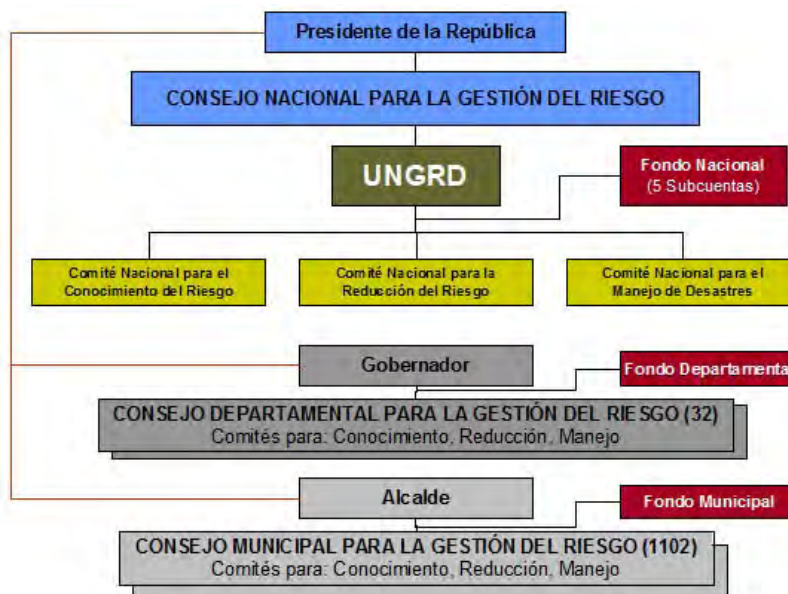 Presidente de la República
CONSEJO NACIONAL PARA LA GESTIÓN DEL RIESGO
UNGRD
Fondo Nacional
(5 Subcuentas)
Comité Nacional para el
Conocimiento del Riesgo
Comité Nacional para la
Reducción del Riesgo
Comité Nacional para el
Manejo de Desastres
Gobernador
Fondo Departamenta
CONSEJO DEPARTAMENTAL PARA LA GESTIÓN DEL RIESGO (32)
Comités para: Conocimiento, Reducción, Manejo
Alcalde
Fondo Municipal
CONSEJO MUNICIPAL PARA LA GESTIÓN DEL RIESGO (1102)
Comités para: Conocimiento, Reducción, Manejo